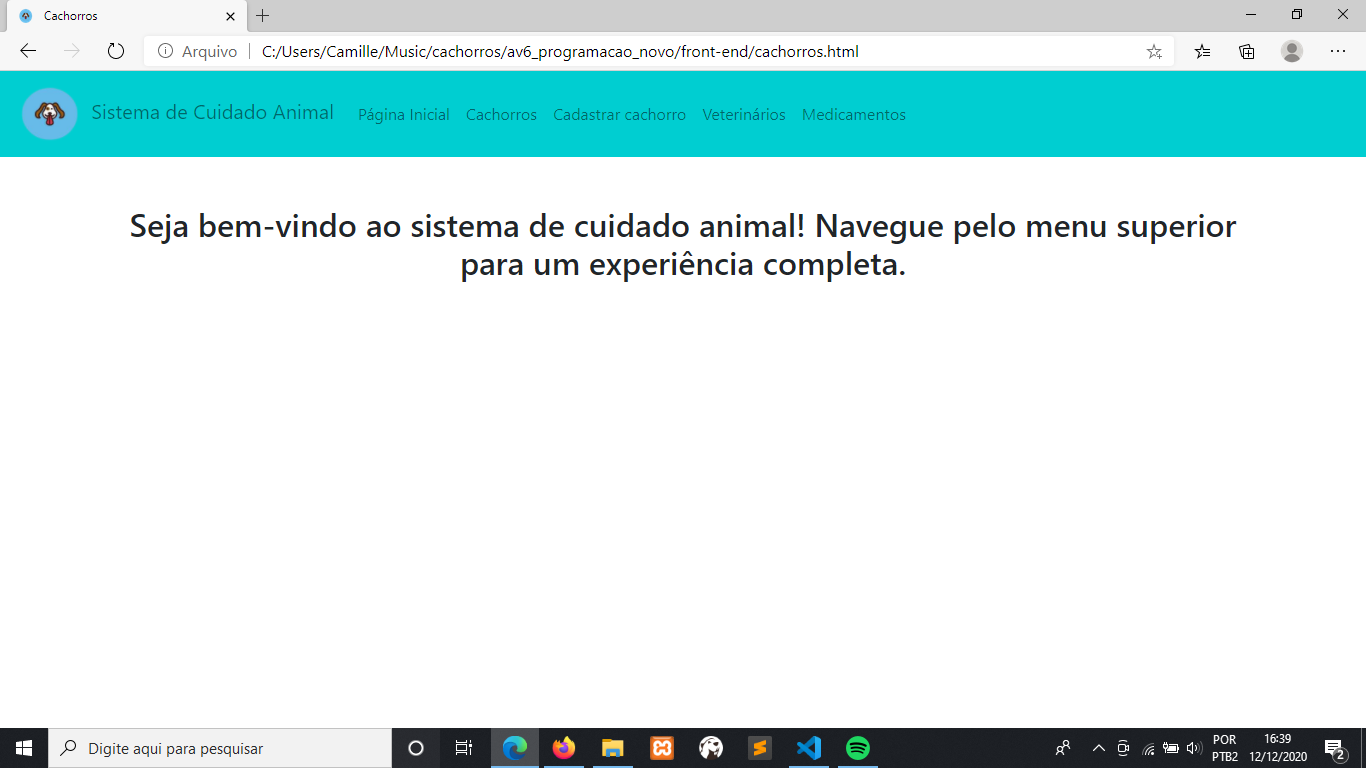 Cachorros
Arquivo
C:/Users/Camille/Music/cachorros/av6_programacao_novo/front-end/cachorros.html
Sistema de Cuidado Animal
Página Inicial
Cachorros
Cadastrar cachorro
Veterinários
Medicamentos
Seja bem-vindo ao sistema de cuidado animal! Navegue pelo menu superior
para um experiência completa.
Digite aqui para pesquisar
POR
PTB2
16:39
12/12/2020
2